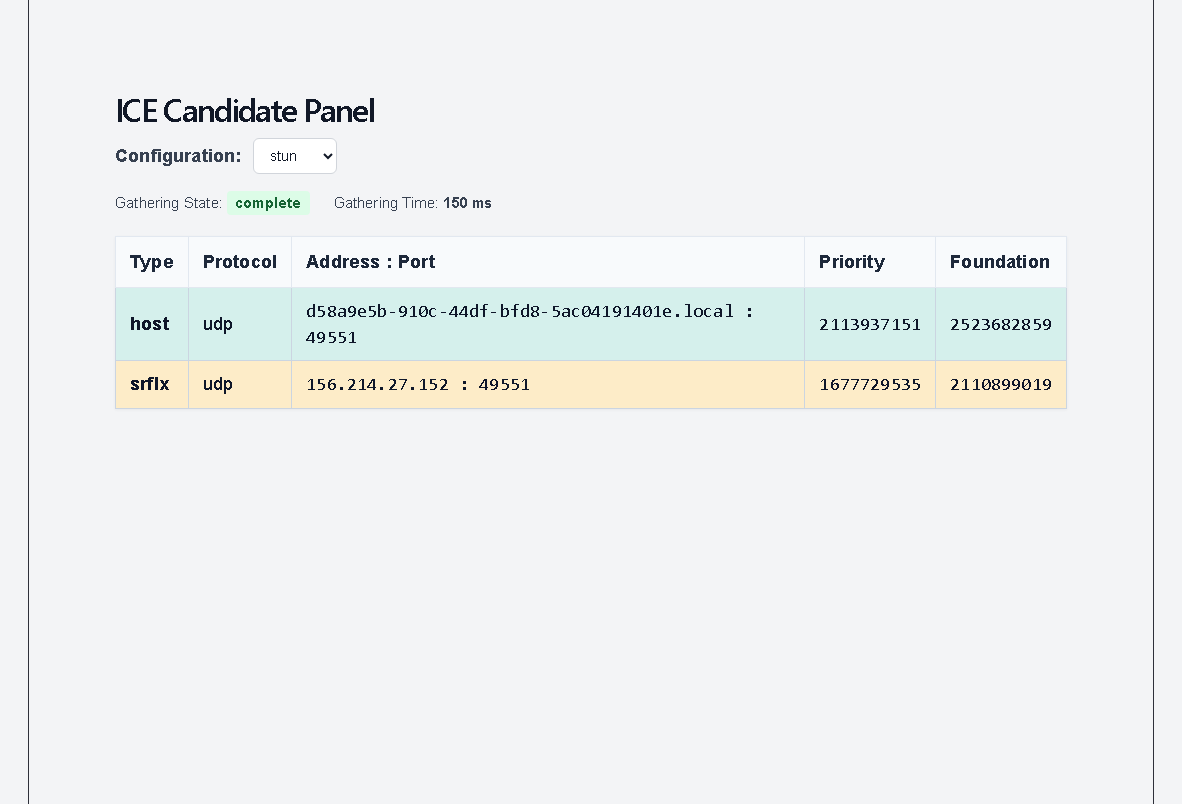 ICE Candidate Panel
Configuration: stun
Gathering State: complete Gathering Time: 150 ms
Type Protocol Address : Port Priority Foundation
host udp d58a9e5b-910c-44df-bfd8-5ac04191401e.local : 2113937151 2523682859
49551
srflx udp 156.214.27.152 : 49551 1677729535 2110899019